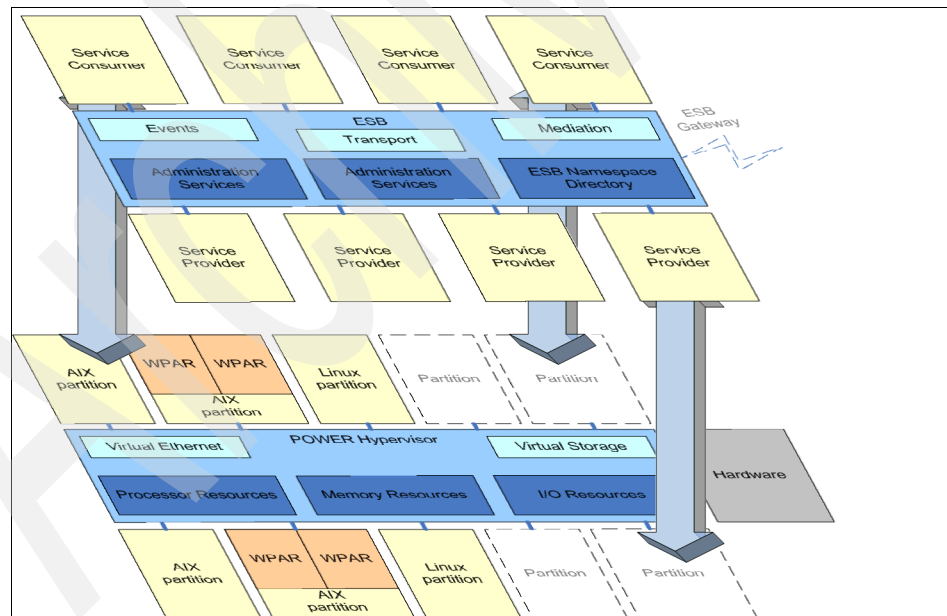 Service
Consumer
Service
Consumer
Service
Consumer
Service
Consumer
ESB
Events
Transport
Mediation
ESB
Gateway
Administration
Services
Administration
Services
ESB Namespace
Directory
Service
Provider
Service
Provider
Service
Provider
Service
Provider
AIX
partition
WPAR
WPAR
AIX
partition
Linux
partition
Partition
Partition
Virtual Ethernet
POWER Hypervisor
Virtual Storage
Processor Resources
Memory Resources
I/O Resources
Hardware
AIX
partition
WPAR
WPAR
AIX
partition
Linux
partition
Partition
Partition